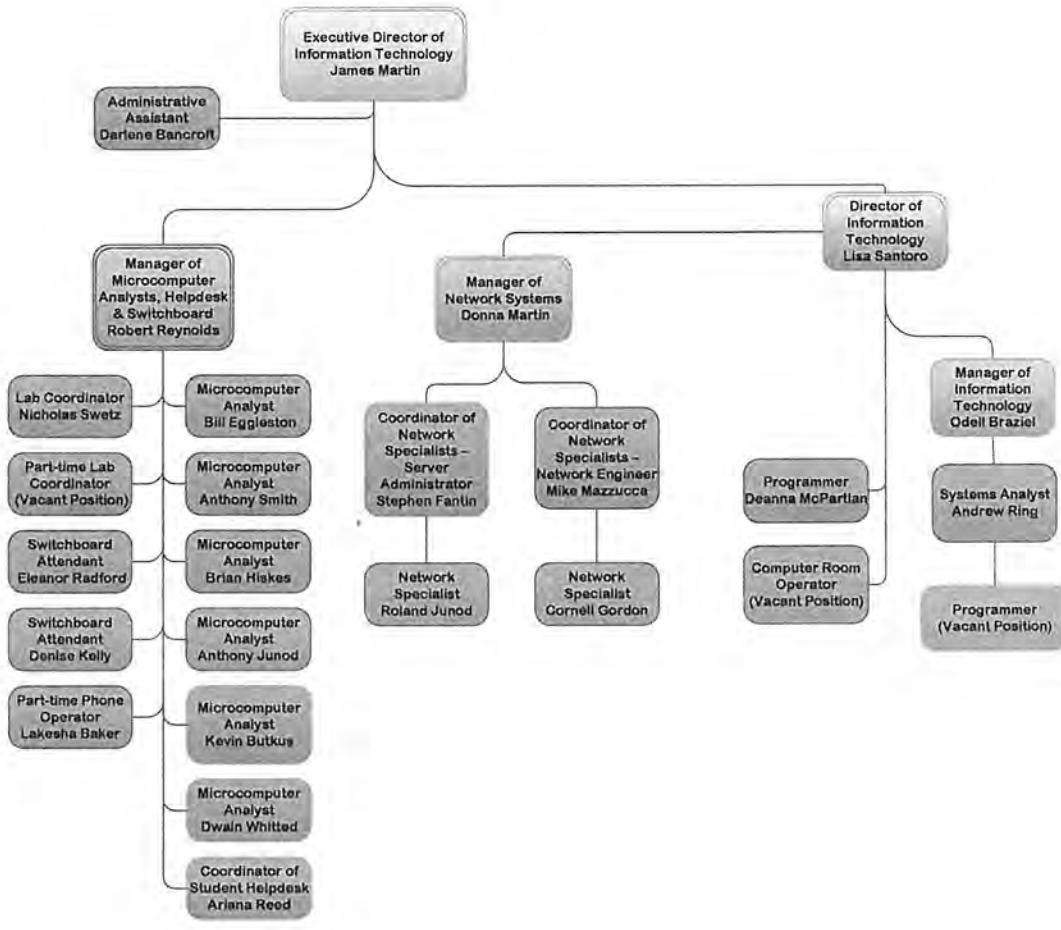 Executive Director of
Information Technology
James Martin
Administrative
Assistant
Darlene Bancroft
Director of
Information
Technology
Lisa Santoro
Manager of
Microcomputer
Analysts, Helpdesk
& Switchboard
Robert Reynolds
Manager of
Network Systems
Donna Martin
Manager of
Information
Technology
Odell Braziel
Lab Coordinator
Nicholas Swetz
Microcomputer
Analyst
Bill Eggleston
Part-time Lab
Coordinator
(Vacant Position)
Microcomputer
Analyst
Anthony Smith
Switchboard
Attendant
Eleanor Radford
Microcomputer
Analyst
Brian Hiskes
Switchboard
Attendant
Denise Kelly
Microcomputer
Analyst
Anthony Junod
Part-time Phone
Operator
Lakesha Baker
Microcomputer
Analyst
Kevin Butkus
Microcomputer
Analyst
Dwain Whitted
Coordinator of
Student Helpdesk
Ariana Reed
Coordinator of
Network
Specialists –
Server
Administrator
Stephen Fantin
Coordinator of
Network
Specialists –
Network Engineer
Mike Mazzucca
Network
Specialist
Roland Junod
Network
Specialist
Cornell Gordon
Programmer
Deanna McPartlan
Computer Room
Operator
(Vacant Position)
Systems Analyst
Andrew Ring
Programmer
(Vacant Position)